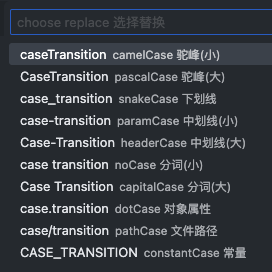 choose replace 选择替换
caseTransition camelCase 驼峰(小)
CaseTransition pascalCase 驼峰(大)
case_transition snakeCase 下划线
case-transition paramCase 中划线(小)
Case-Transition headerCase 中划线(大)
case transition noCase 分词(小)
Case Transition capitalCase 分词(大)
case.transition dotCase 对象属性
case/transition pathCase 文件路径
CASE_TRANSITION constantCase 常量